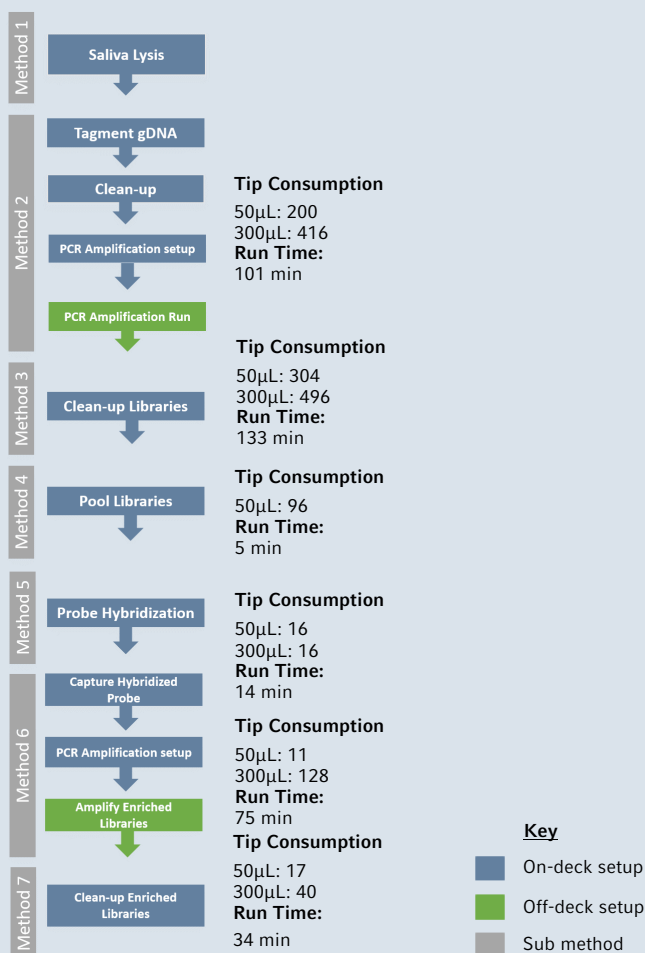 Method 1
Saliva Lysis
Method 2
Tagment gDNA
Clean-up
PCR Amplification setup
PCR Amplification Run
Tip Consumption
50µL: 200
300µL: 416
Run Time:
101 min
Method 3
Clean-up Libraries
Tip Consumption
50µL: 304
300µL: 496
Run Time:
133 min
Method 4
Pool Libraries
Tip Consumption
50µL: 96
Run Time:
5 min
Method 5
Probe Hybridization
Tip Consumption
50µL: 16
300µL: 16
Run Time:
14 min
Method 6
Capture Hybridized
Probe
PCR Amplification setup
Amplify Enriched
Libraries
Tip Consumption
50µL: 11
300µL: 128
Run Time:
75 min
Method 7
Clean-up Enriched
Libraries
Tip Consumption
50µL: 17
300µL: 40
Run Time:
34 min
Key
On-deck setup
Off-deck setup
Sub method